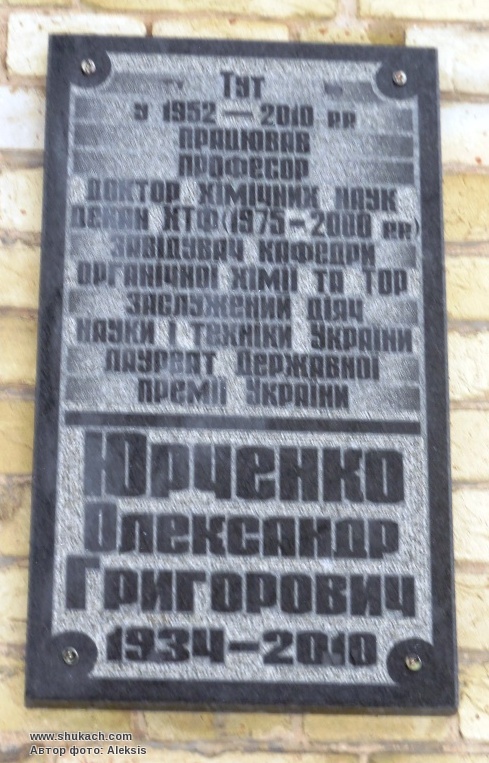 Тут
у 1952 — 2010 рр
працював
професор
доктор хімічних наук
декан ХТФ(1975-2000 рр)
завідувач кафедри
органічної хімії та ТОР
заслужений діяч
науки і техніки України
лауреат Державної
премії України
Юрченко
Олександр
Григорович
1934-2010
www.shukach.com
Автор фото: Aleksis